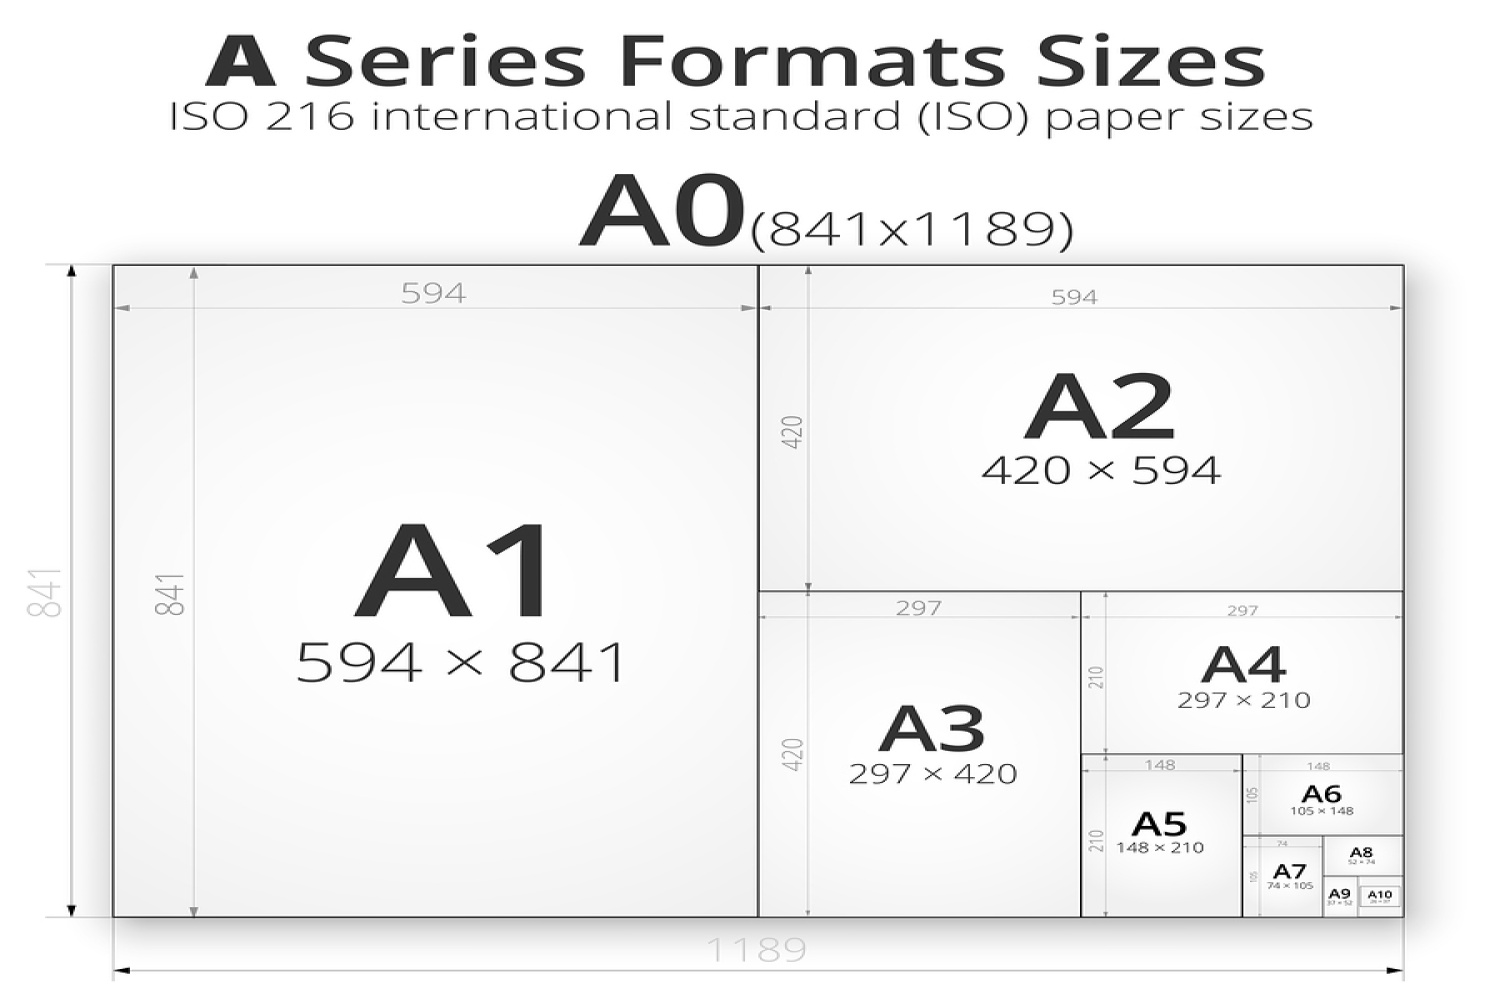 A Series Formats Sizes
ISO 216 international standard (ISO) paper sizes
A0(841x1189)
594
594
841
841
420
A1
594 × 841
A2
420 × 594
297
297
420
210
A3
297 × 420
A4
297 × 210
148
148
210
105
A5
148 × 210
A6
105 × 148
74
105
A7
74 × 105
A8
52 × 74
A9
37 × 52
A10
26 × 37
1189